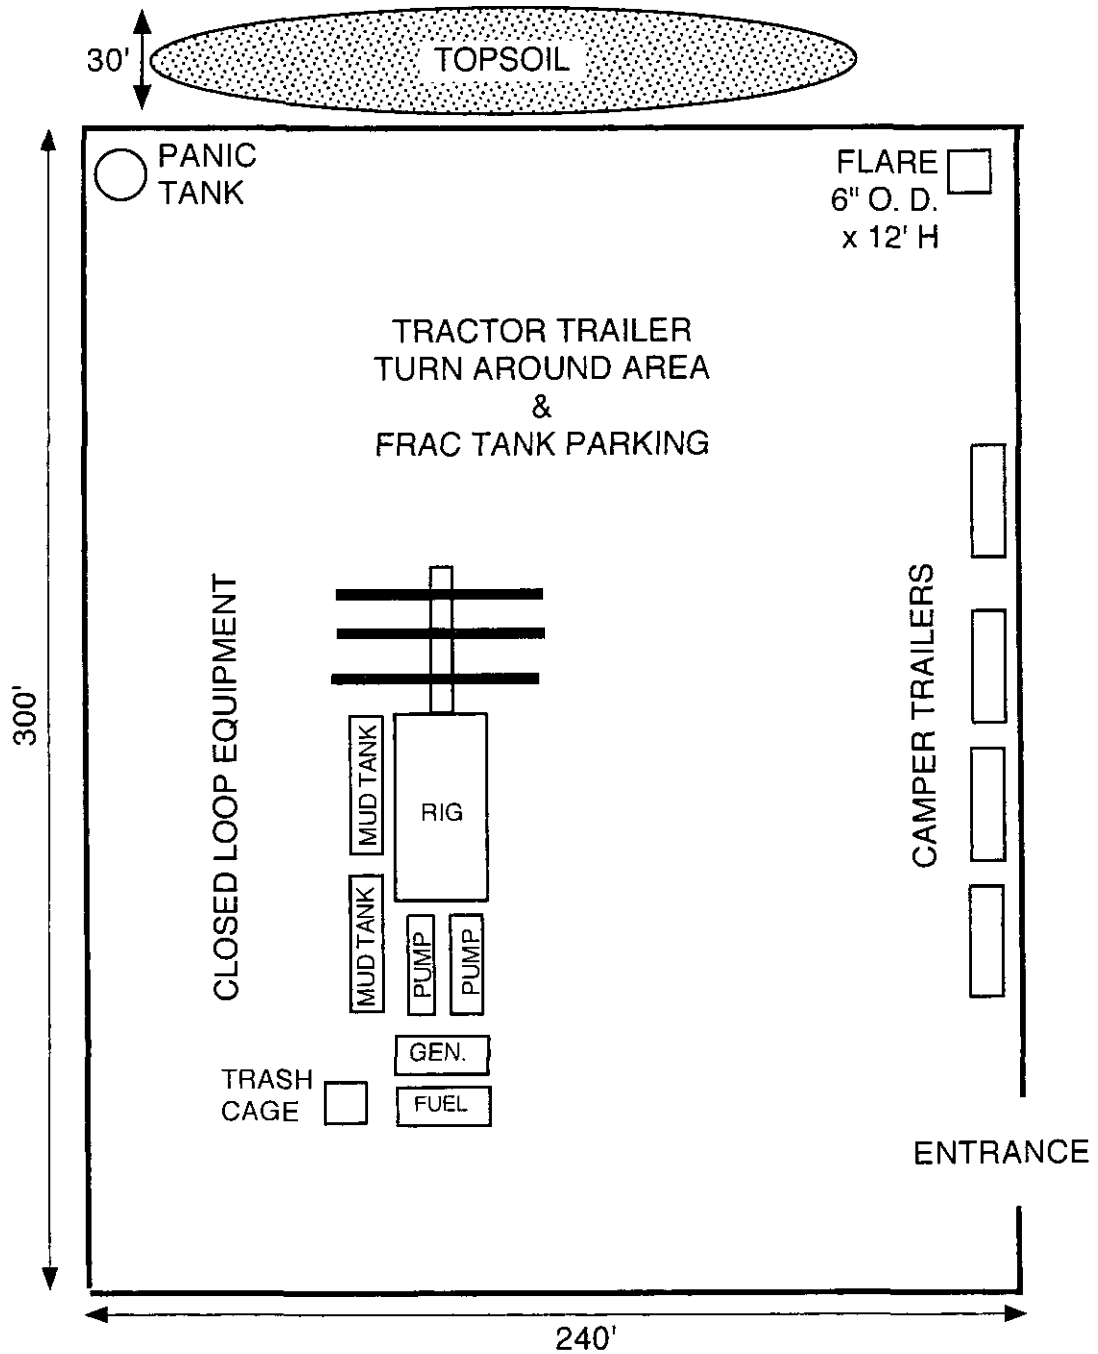 30'
TOPSOIL
PANIC
TANK
FLARE
6" O. D.
x 12' H
TRACTOR TRAILER
TURN AROUND AREA
&
FRAC TANK PARKING
300'
CLOSED LOOP EQUIPMENT
MUD TANK
RIG
CAMPER TRAILERS
MUD TANK
PUMP
PUMP
GEN.
TRASH
CAGE
FUEL
ENTRANCE
240'